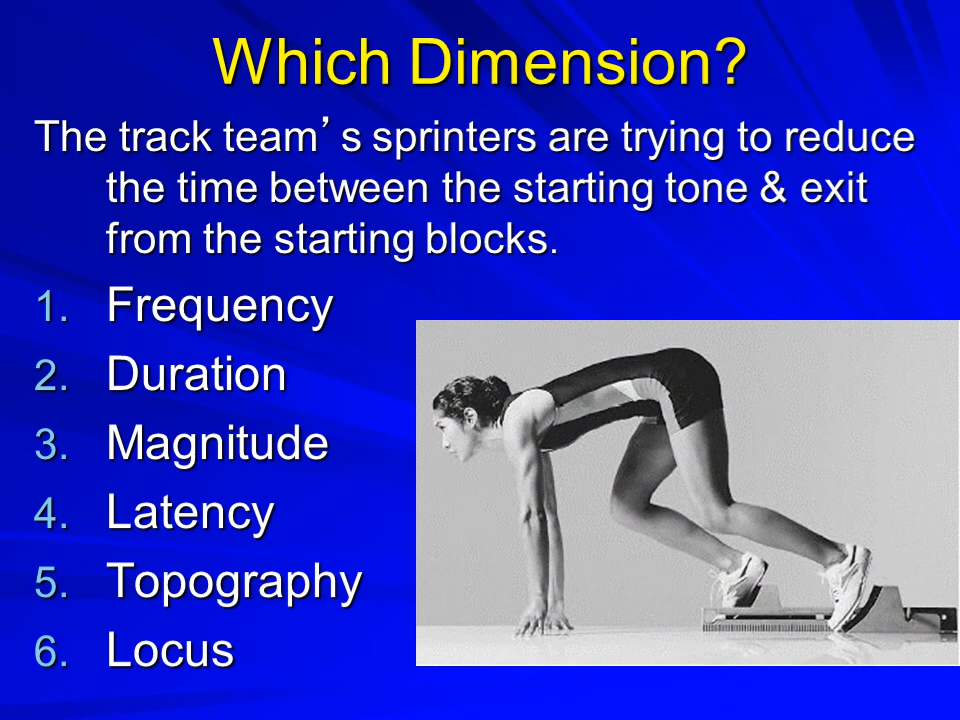 Which Dimension?
The track team’s sprinters are trying to reduce
the time between the starting tone & exit
from the starting blocks.
1. Frequency
2. Duration
3. Magnitude
4. Latency
5. Topography
6. Locus